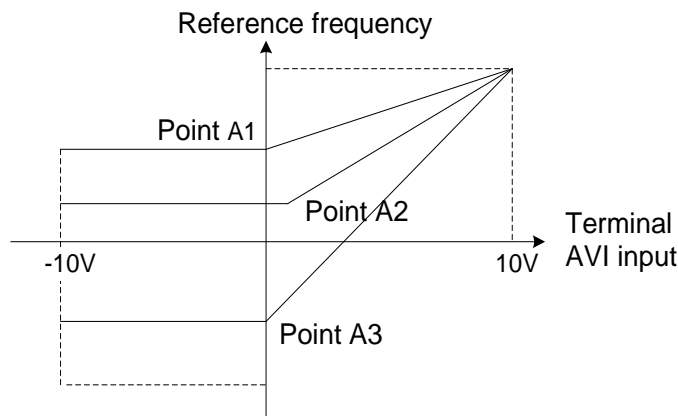 Reference frequency
Point A1
Point A2
Terminal
AVI input
-10V
10V
Point A3